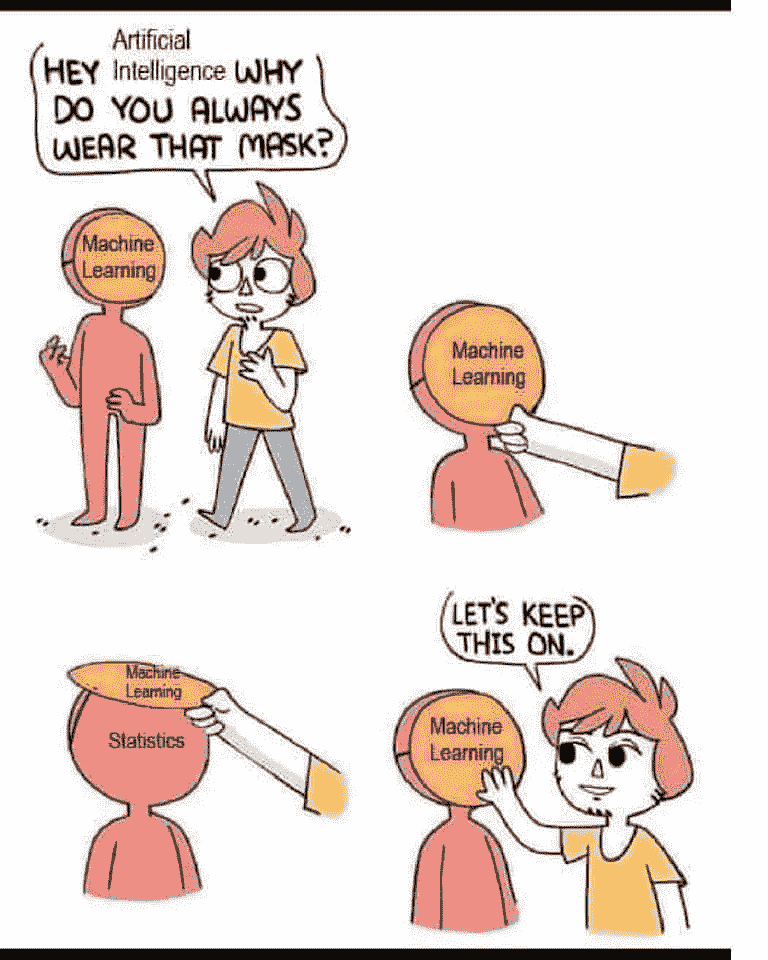 Artificial
HEY Intelligence WHY
DO YOU ALWAYS
WEAR THAT MASK?
Machine
Learning
Machine
Learning
Machine
Learning
Statistics
LET'S KEEP
THIS ON.
Machine
Learning